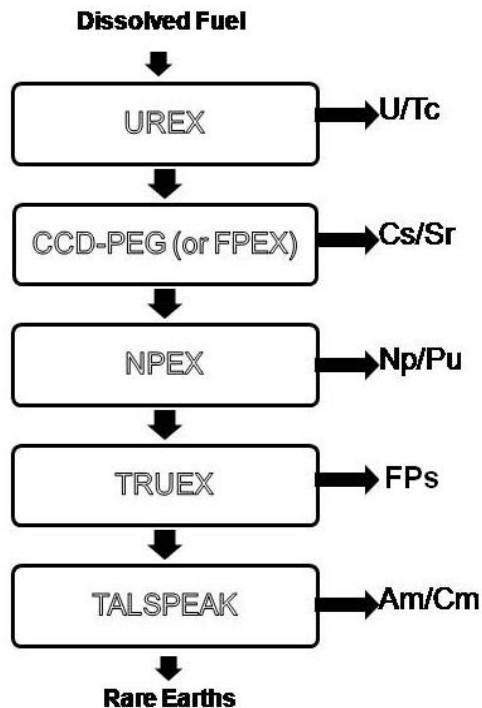 Dissolved Fuel
UREX
U/Tc
CCD-PEG (or FPEX)
Cs/Sr
NPEX
Np/Pu
TRUEX
FPs
TALSPEAK
Am/Cm
Rare Earths